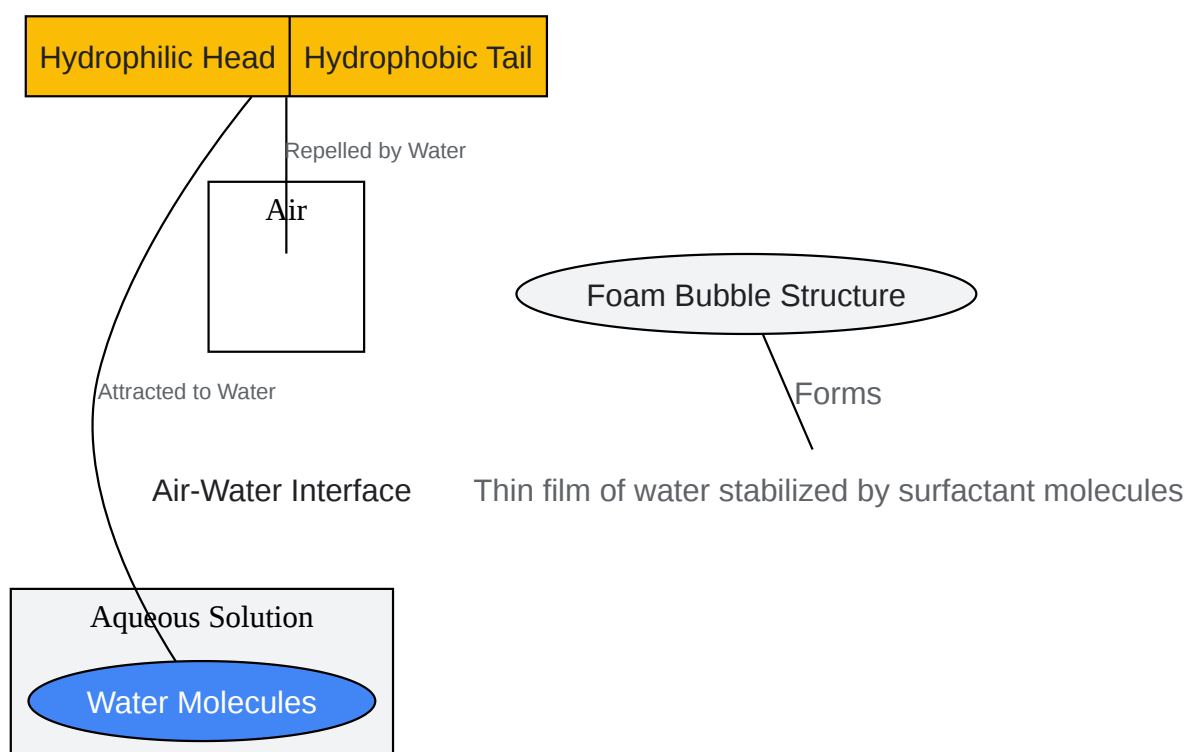 Hydrophilic Head
Hydrophobic Tail
Repelled by Water
Air
Foam Bubble Structure
Attracted to Water
Forms
Air-Water Interface
Thin film of water stabilized by surfactant molecules
Aqueous Solution
Water Molecules